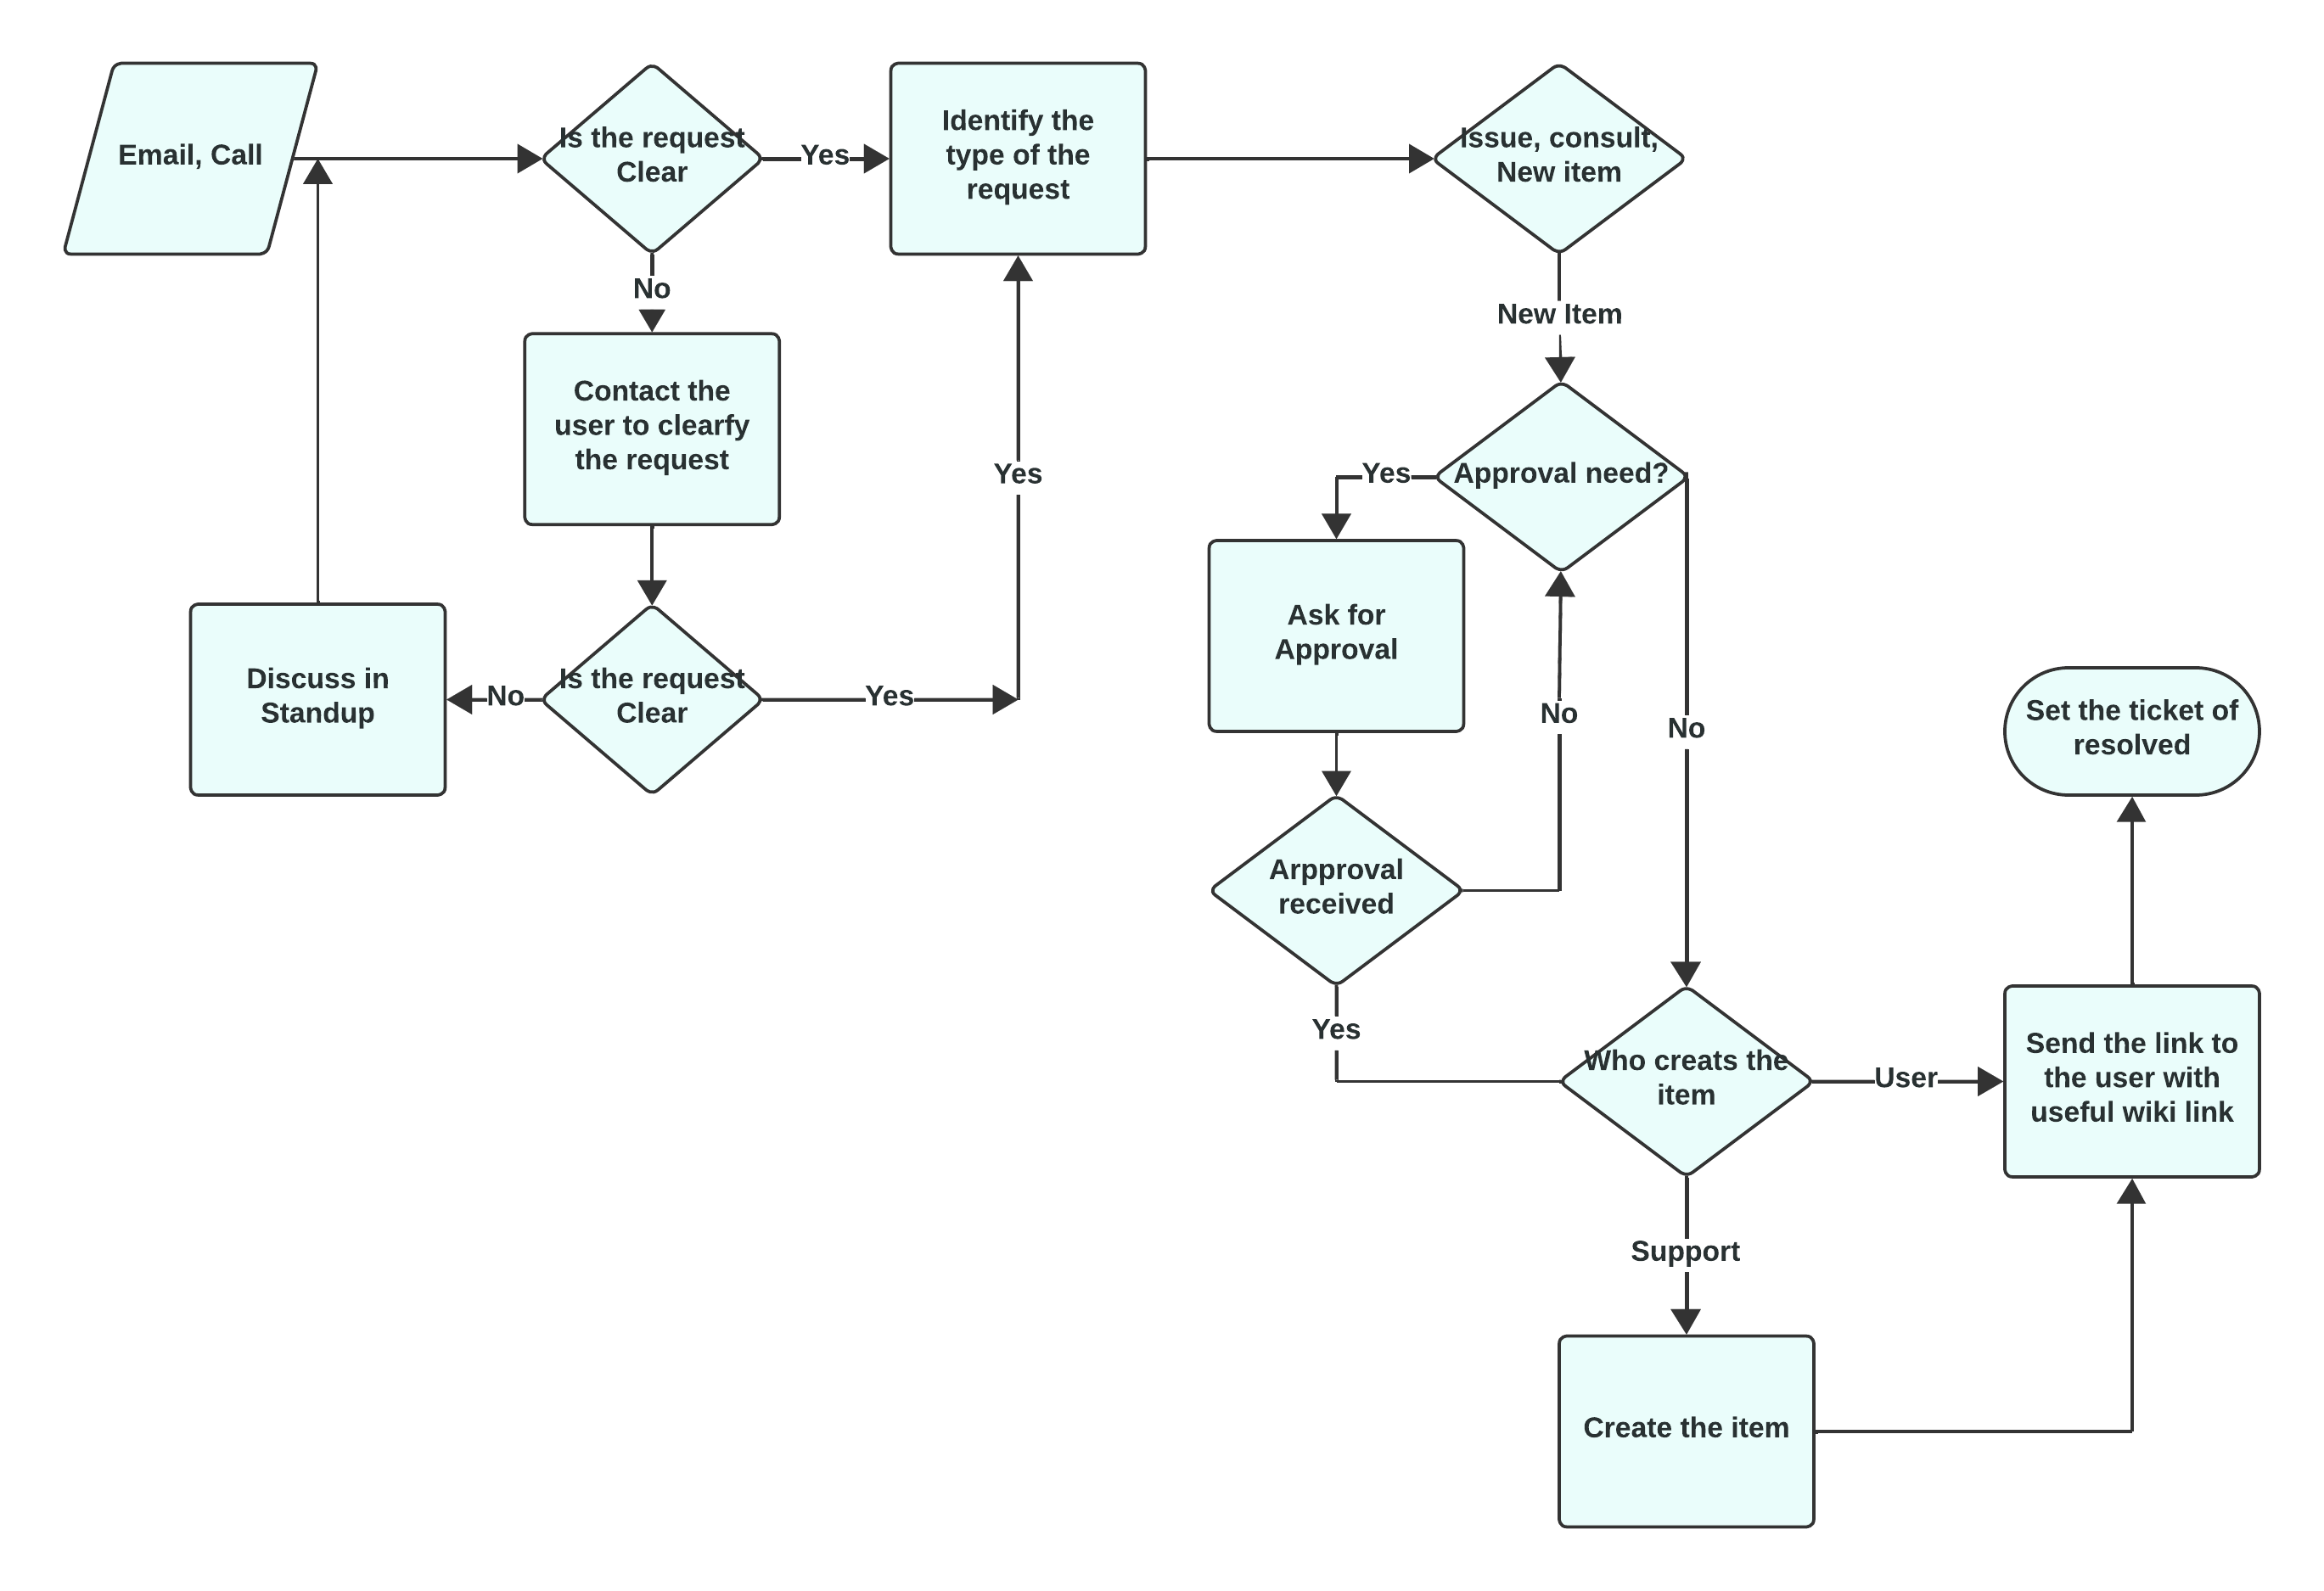 Email, Call
Is the request
Clear
Yes
Identify the
type of the
request
Issue, consult,
New item
No
New Item
Contact the
user to clearfy
the request
Yes
Yes
Approval need?
Ask for
Approval
Discuss in
Standup
No
Is the request
Clear
Yes
No
No
Set the ticket of
resolved
Arpproval
received
Yes
Who creats the
item
User
Send the link to
the user with
useful wiki link
Support
Create the item